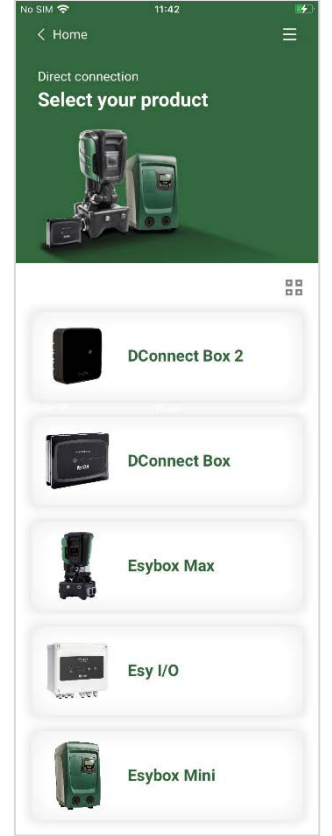 No SIM 11:42
Home
Direct connection
Select your product
DConnect Box 2
DConnect Box
Esybox Max
Esy I/O
Esybox Mini